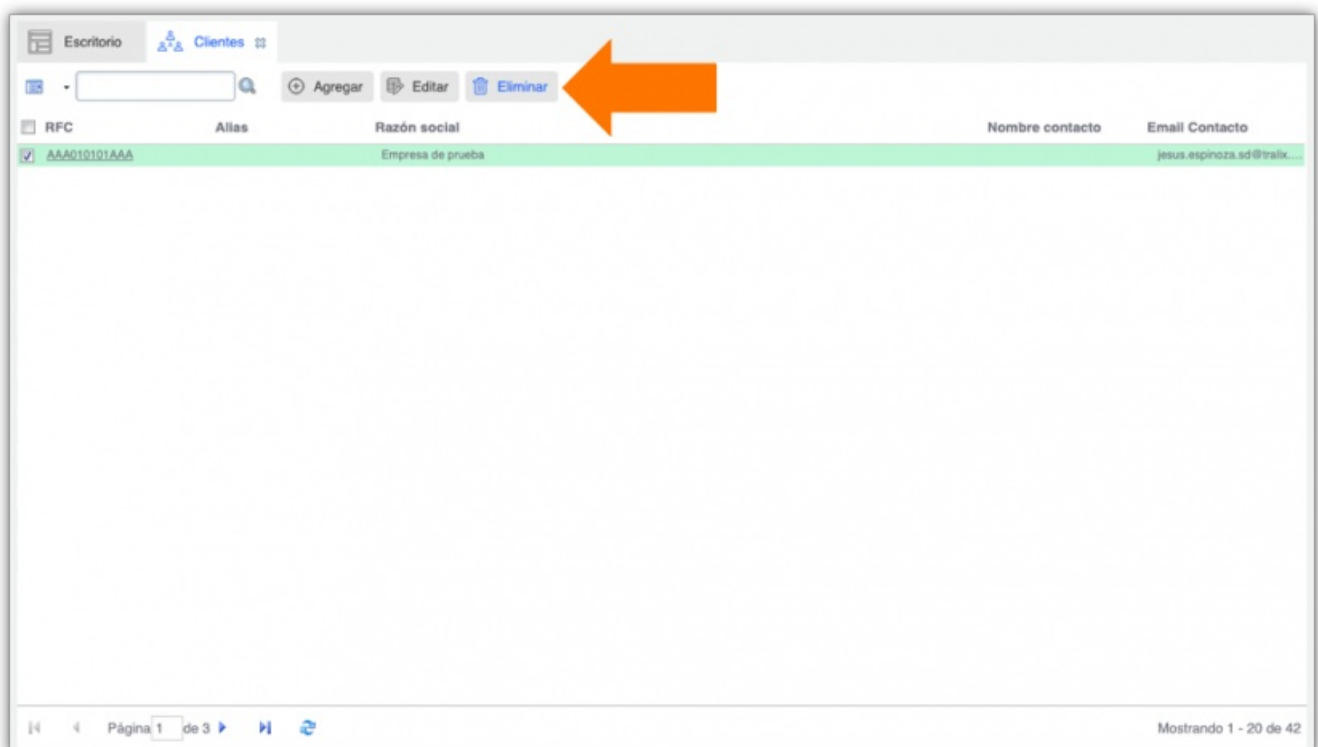 Escritorio Clientes
Agregar Editar Eliminar
RFC Alias Razón social Nombre contacto Email Contacto
AAA010101AAA Empresa de prueba jesus.espinoza.sd@tralix....
Página 1 de 3 Mostrando 1 - 20 de 42